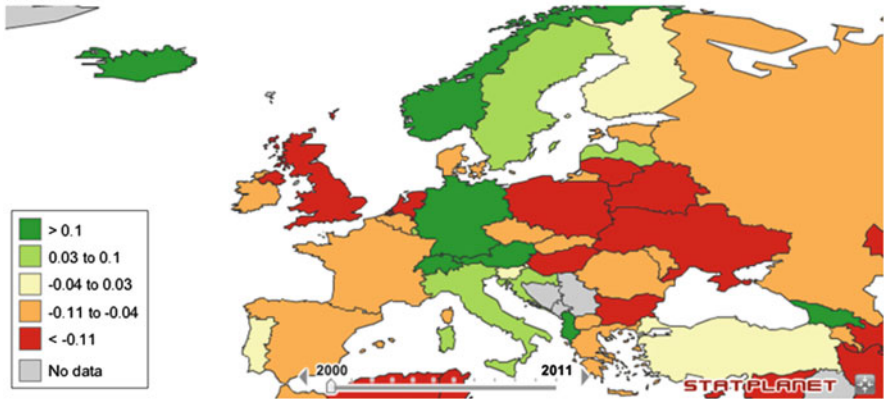 > 0.1
0.03 to 0.1
-0.04 to 0.03
-0.11 to -0.04
< -0.11
No data
2000 2011
STATPLANET